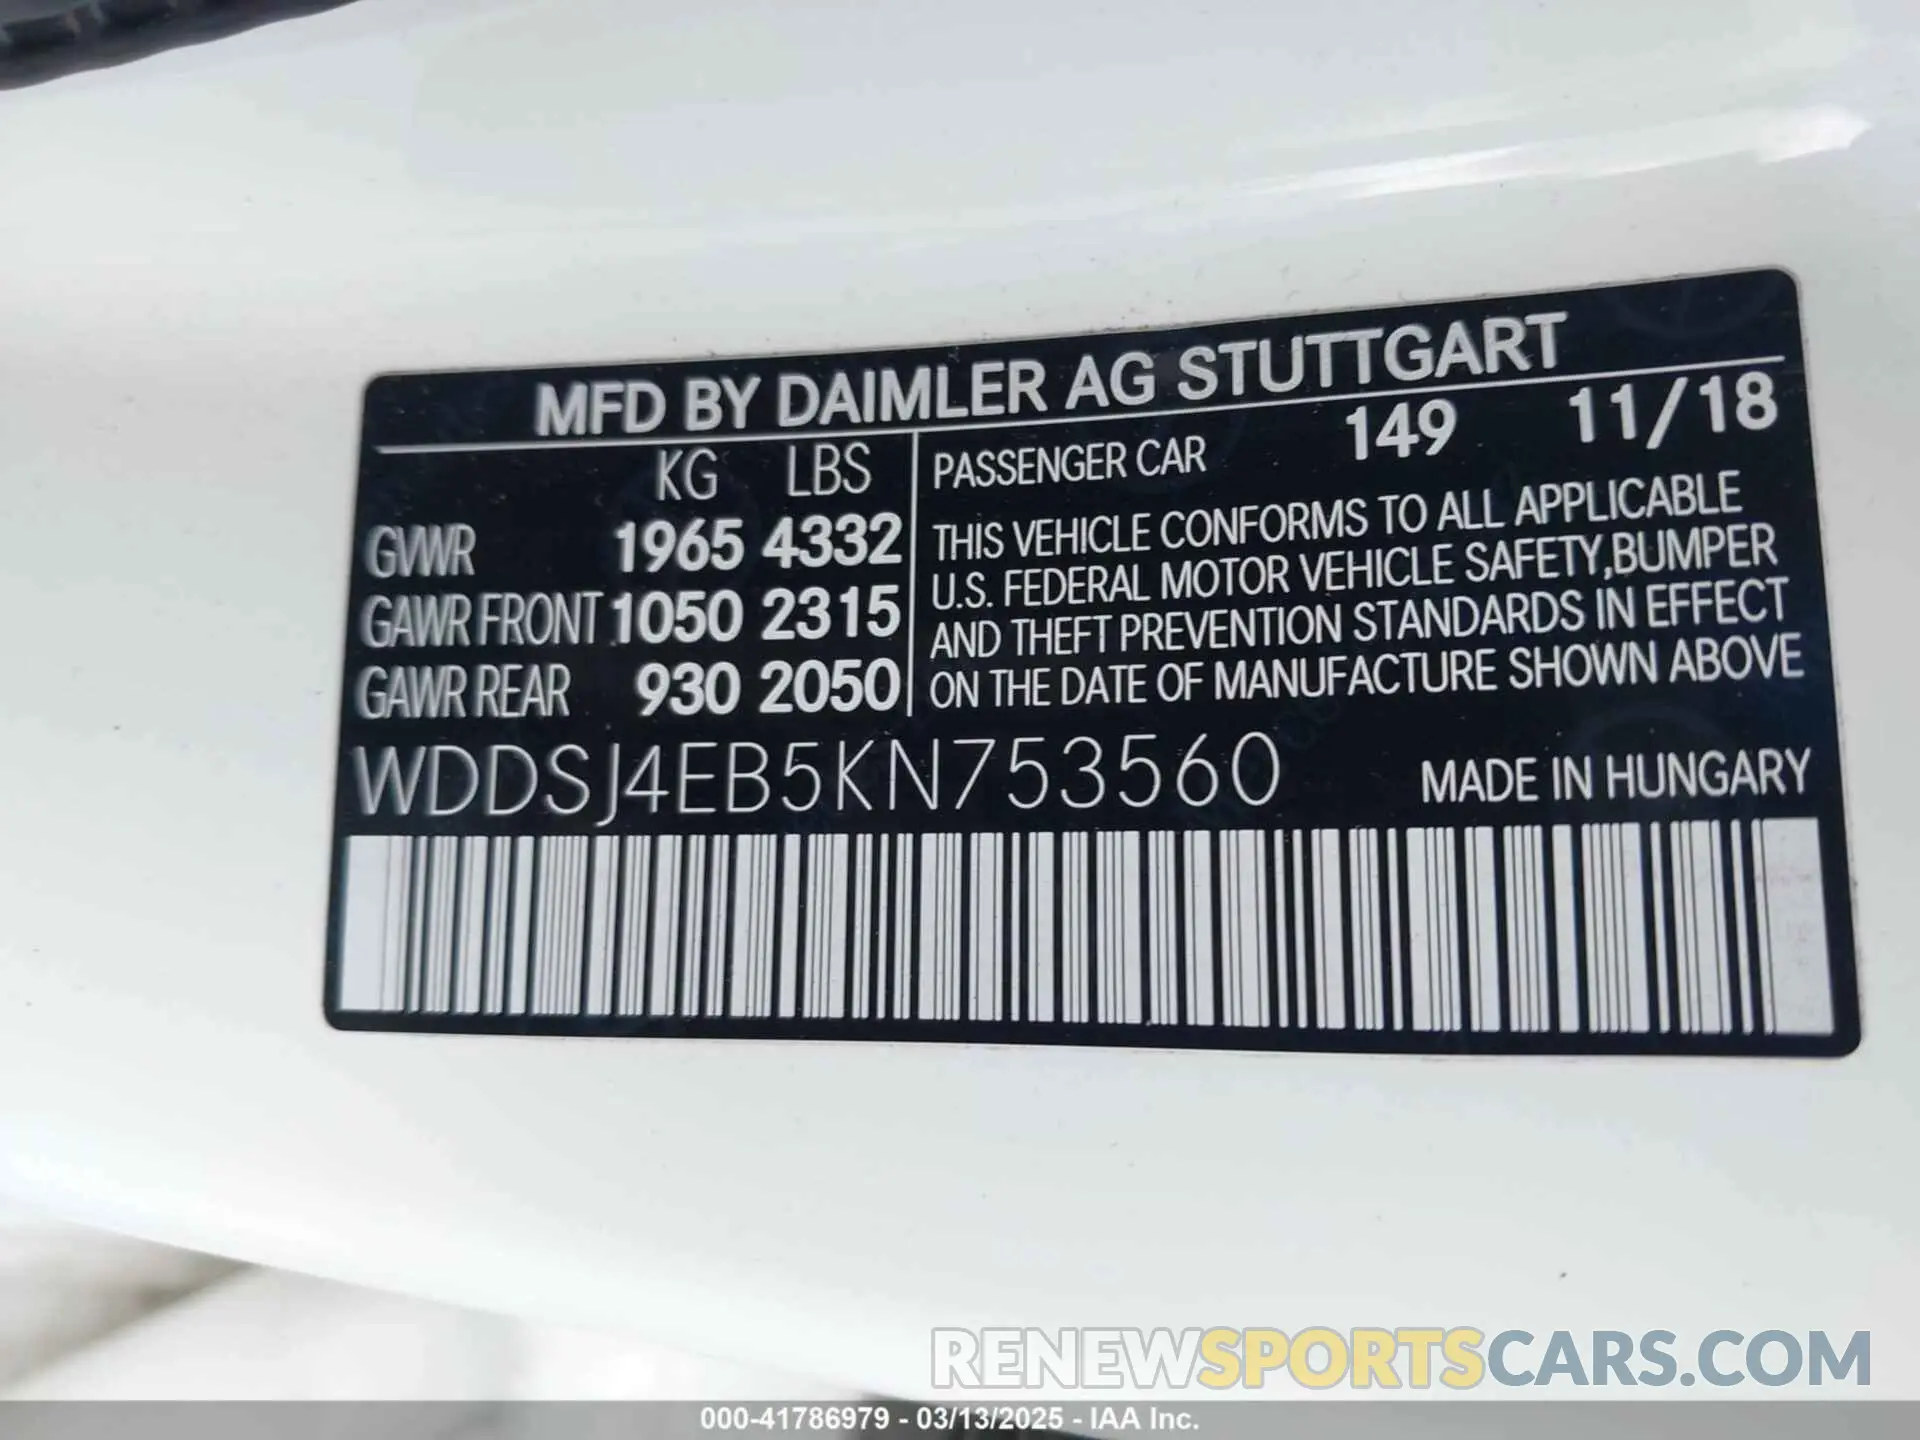 MFD BY DAIMLER AG STUTTGART
KG LBS
GVWR 1965 4332
GAWR FRONT 1050 2315
GAWR REAR 930 2050
PASSENGER CAR 149 11/18
THIS VEHICLE CONFORMS TO ALL APPLICABLE
U.S. FEDERAL MOTOR VEHICLE SAFETY,BUMPER
AND THEFT PREVENTION STANDARDS IN EFFECT
ON THE DATE OF MANUFACTURE SHOWN ABOVE
WDDSJ4EB5KN753560 MADE IN HUNGARY
RENEWSPORTSCARS.COM
000-41786979 - 03/13/2025 - IAA Inc.